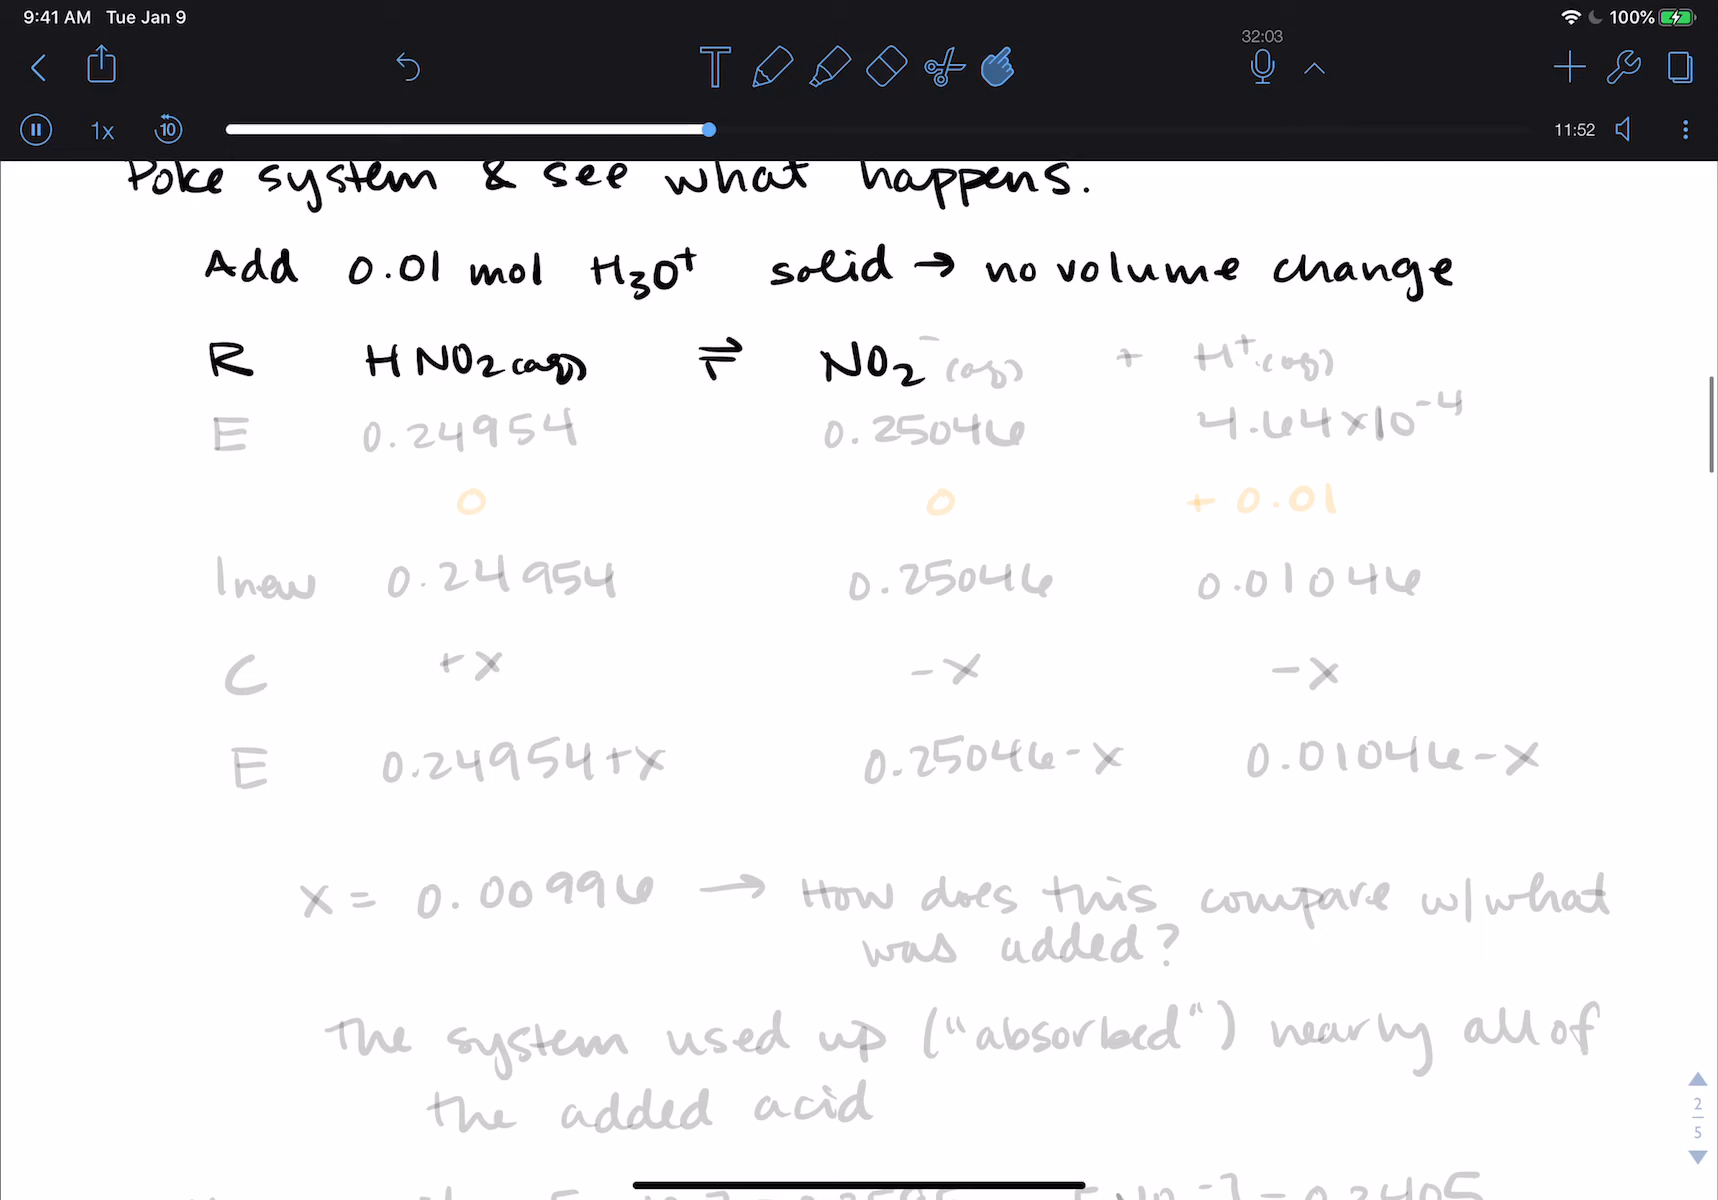 9:41 AM Tue Jan 9
100%
32:03
1x
10
11:52
Poke system & see what happens.
Add 0.01 mol H₃O⁺ solid → no volume change
R HNO₂(aq) ⇌ NO₂⁻(aq) + H⁺(aq)
E 0.24954 0.25046 4.64×10⁻⁴
0 0 + 0.01
Inew 0.24954 0.25046 0.01046
C +x -x -x
E 0.24954+x 0.25046-x 0.01046-x
x = 0.00996 → How does this compare w/what
was added?
The system used up ("absorbed") nearly all of
the added acid
2
5